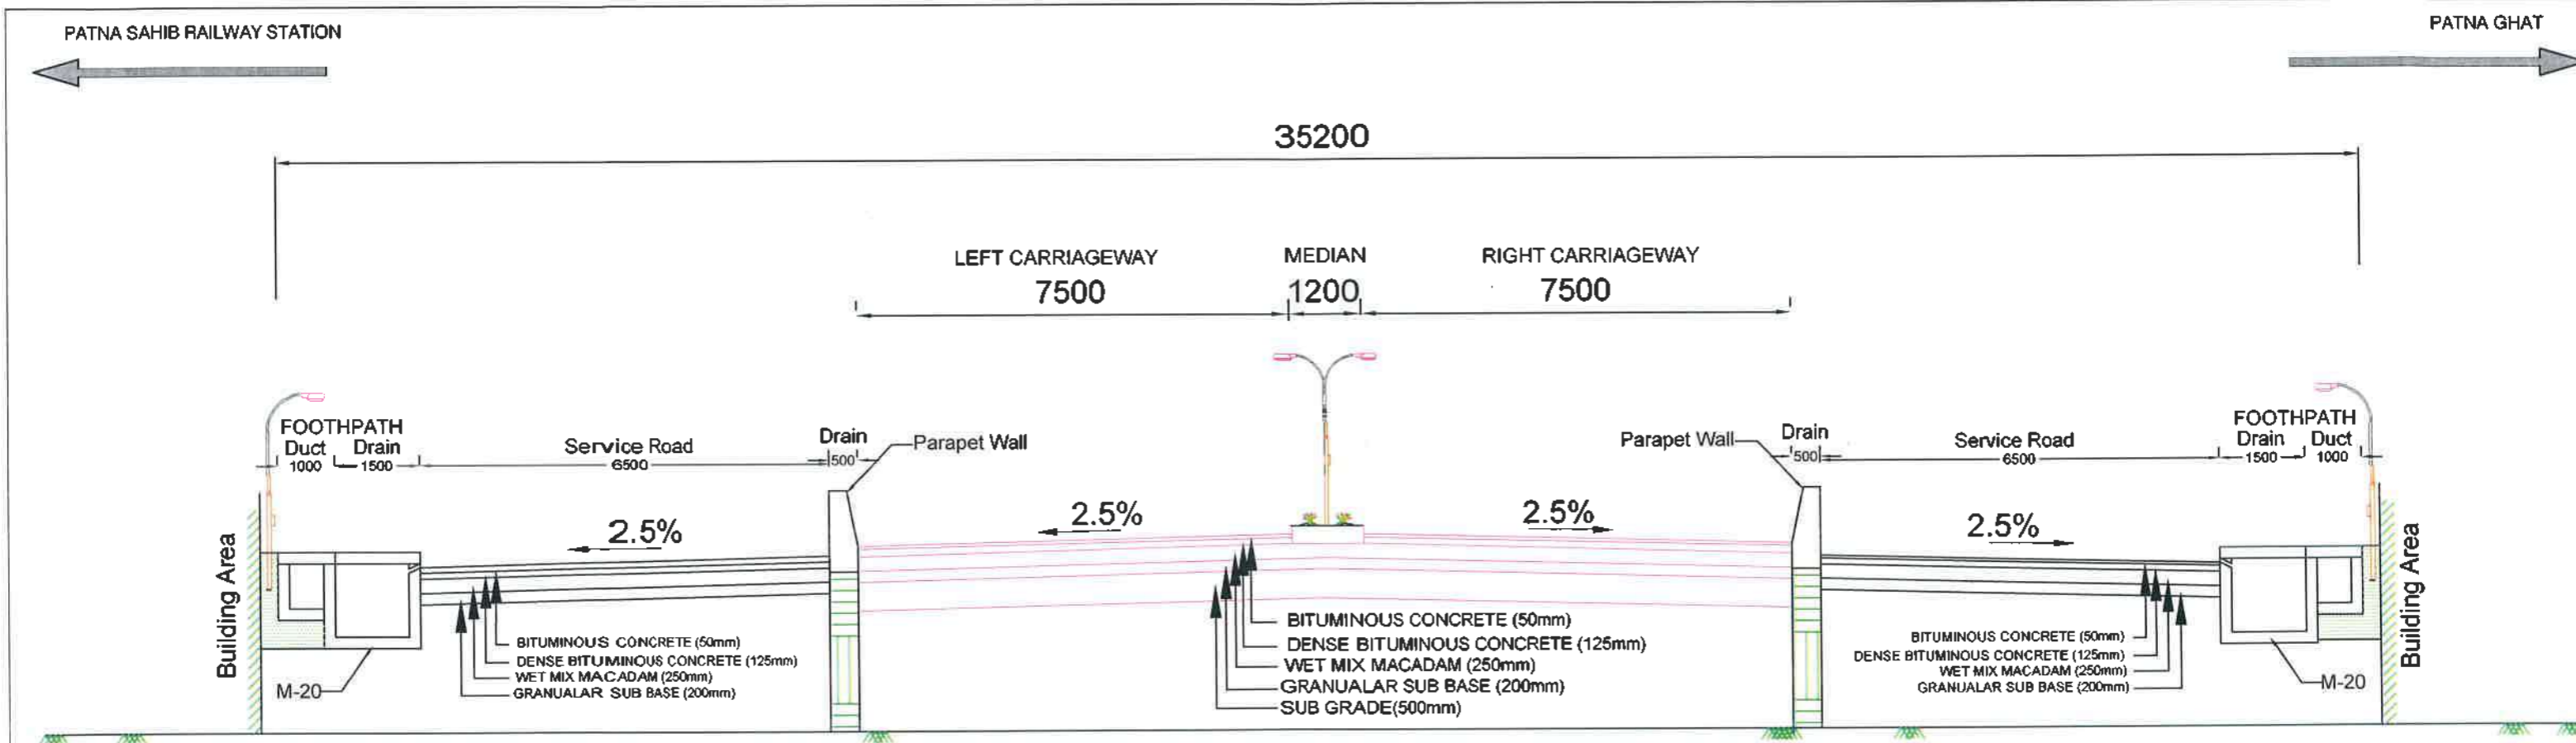 PATNA SAHIB RAILWAY STATION
PATNA GHAT
35200
LEFT CARRIAGEWAY
7500
MEDIAN
1200
RIGHT CARRIAGEWAY
7500
FOOTHPATH
Duct
1000
Drain
1500
Service Road
6500
Drain
500
Parapet Wall
Parapet Wall
Drain
500
Service Road
6500
FOOTHPATH
Drain
1500
Duct
1000
2.5%
2.5%
2.5%
2.5%
Building Area
M-20
BITUMINOUS CONCRETE (50mm)
DENSE BITUMINOUS CONCRETE (125mm)
WET MIX MACADAM (250mm)
GRANUALAR SUB BASE (200mm)
BITUMINOUS CONCRETE (50mm)
DENSE BITUMINOUS CONCRETE (125mm)
WET MIX MACADAM (250mm)
GRANUALAR SUB BASE (200mm)
SUB GRADE(500mm)
BITUMINOUS CONCRETE (50mm)
DENSE BITUMINOUS CONCRETE (125mm)
WET MIX MACADAM (250mm)
GRANUALAR SUB BASE (200mm)
M-20
Building Area